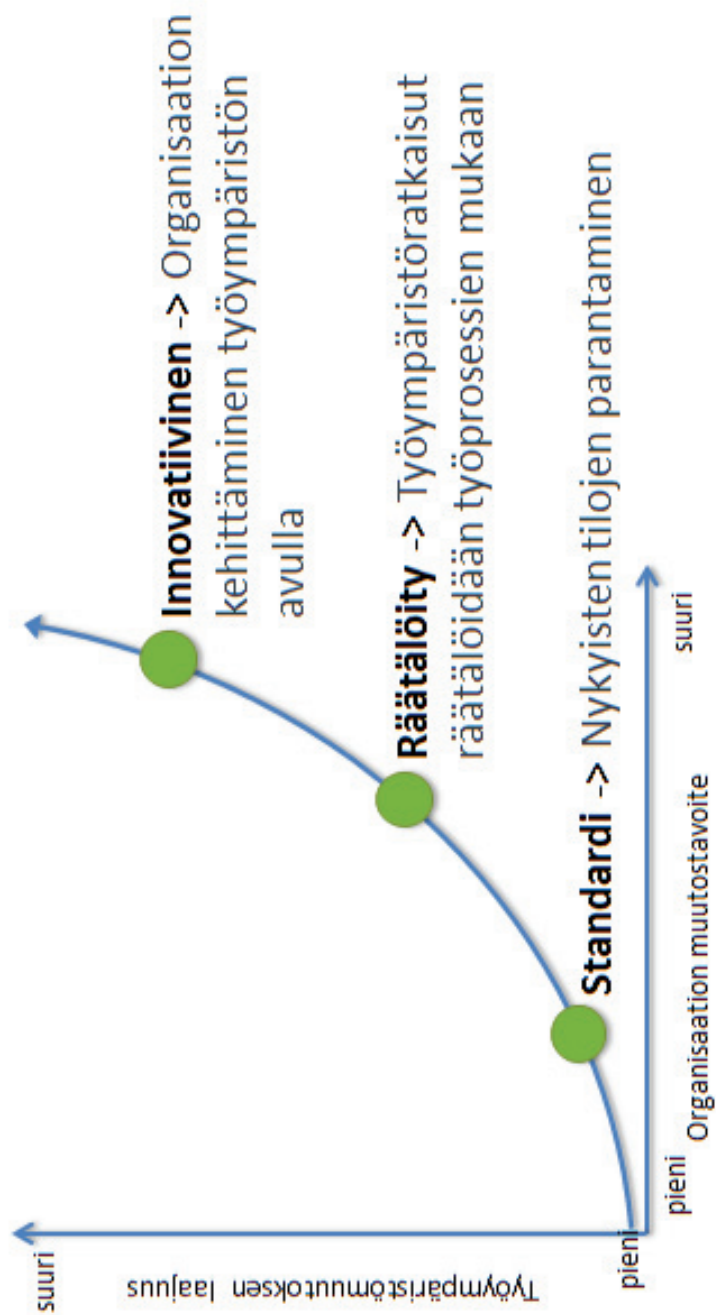 suuri
Työympäristömuutoksen laajuus
pieni
Innovatiivinen -> Organisaation
kehittäminen työympäristön
avulla
Räätälöity -> Työympäristöratkaisut
räätälöidään työprosessien mukaan
Standardi -> Nykyisten tilojen parantaminen
pieni
Organisaation muutostavoite
suuri